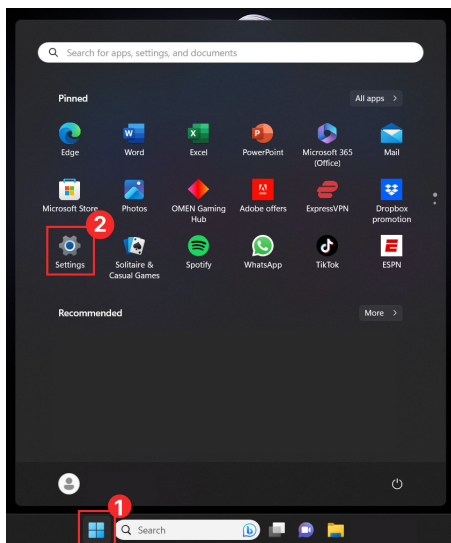 Search for apps, settings, and documents
Pinned
All apps >
Edge
Word
Excel
PowerPoint
Microsoft 365
(Office)
Mail
Microsoft Store
Photos
OMEN Gaming
Hub
Adobe offers
ExpressVPN
Dropbox
promotion
2
Settings
Solitaire &
Casual Games
Spotify
WhatsApp
TikTok
ESPN
Recommended
More >
1
Search